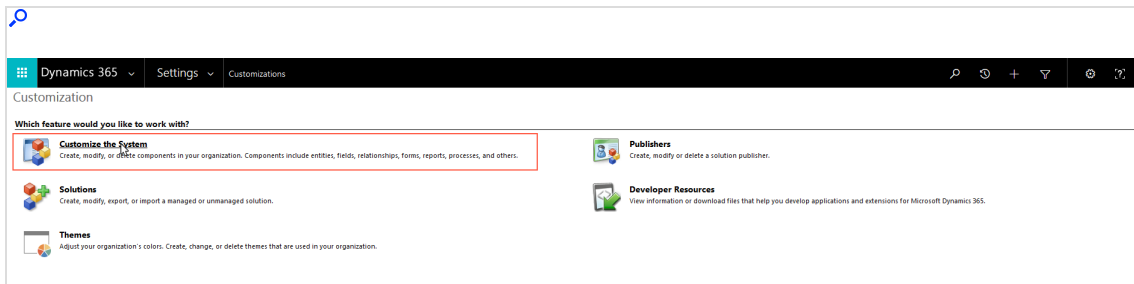 Dynamics 365 Settings Customizations
Customization
Which feature would you like to work with?
Customize the System
Create, modify, or delete components in your organization. Components include entities, fields, relationships, forms, reports, processes, and others.
Publishers
Create, modify or delete a solution publisher.
Solutions
Create, modify, export, or import a managed or unmanaged solution.
Developer Resources
View information or download files that help you develop applications and extensions for Microsoft Dynamics 365.
Themes
Adjust your organization's colors. Create, change, or delete themes that are used in your organization.